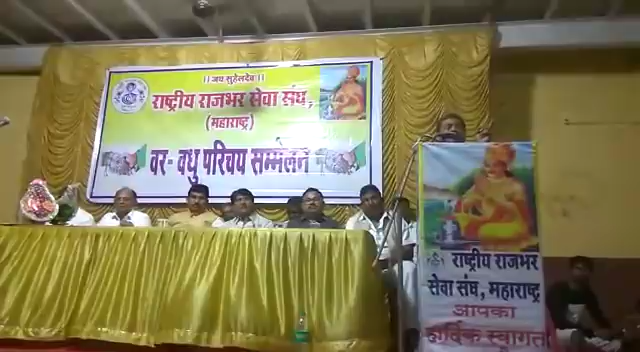 ।। जय सुहेलदेव ।।
राष्ट्रीय राजभर सेवा संघ,
(महाराष्ट्र)
वर - वधु परिचय सम्मेलन
राष्ट्रीय राजभर
सेवा संघ, महाराष्ट्र
आपका
हार्दिक स्वागत